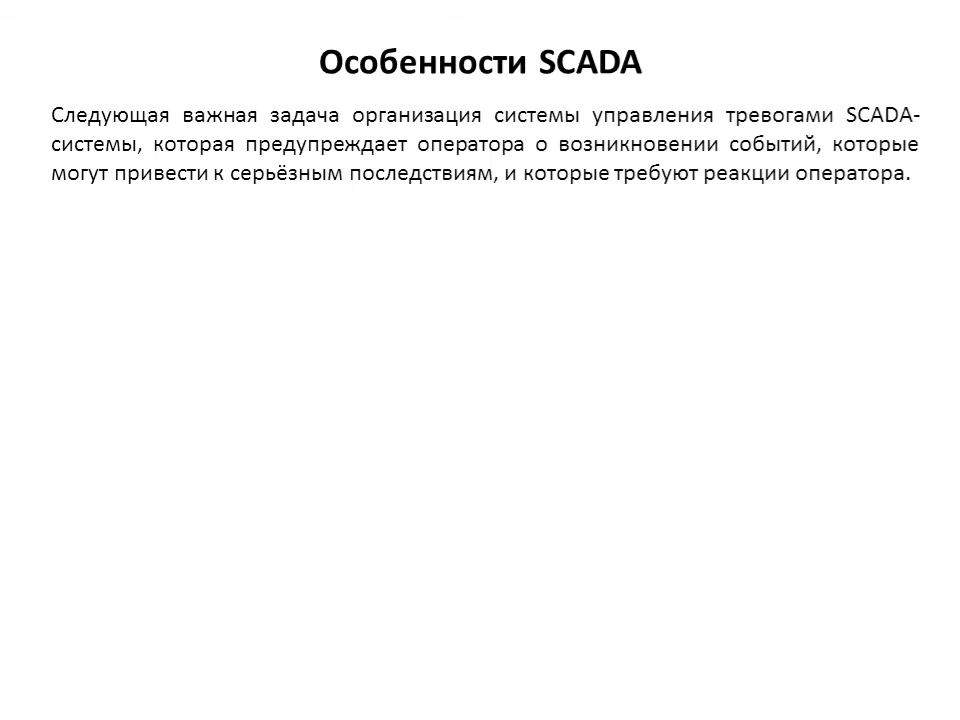 Особенности SCADA
Следующая важная задача организация системы управления тревогами SCADA-
системы, которая предупреждает оператора о возникновении событий, которые
могут привести к серьёзным последствиям, и которые требуют реакции оператора.